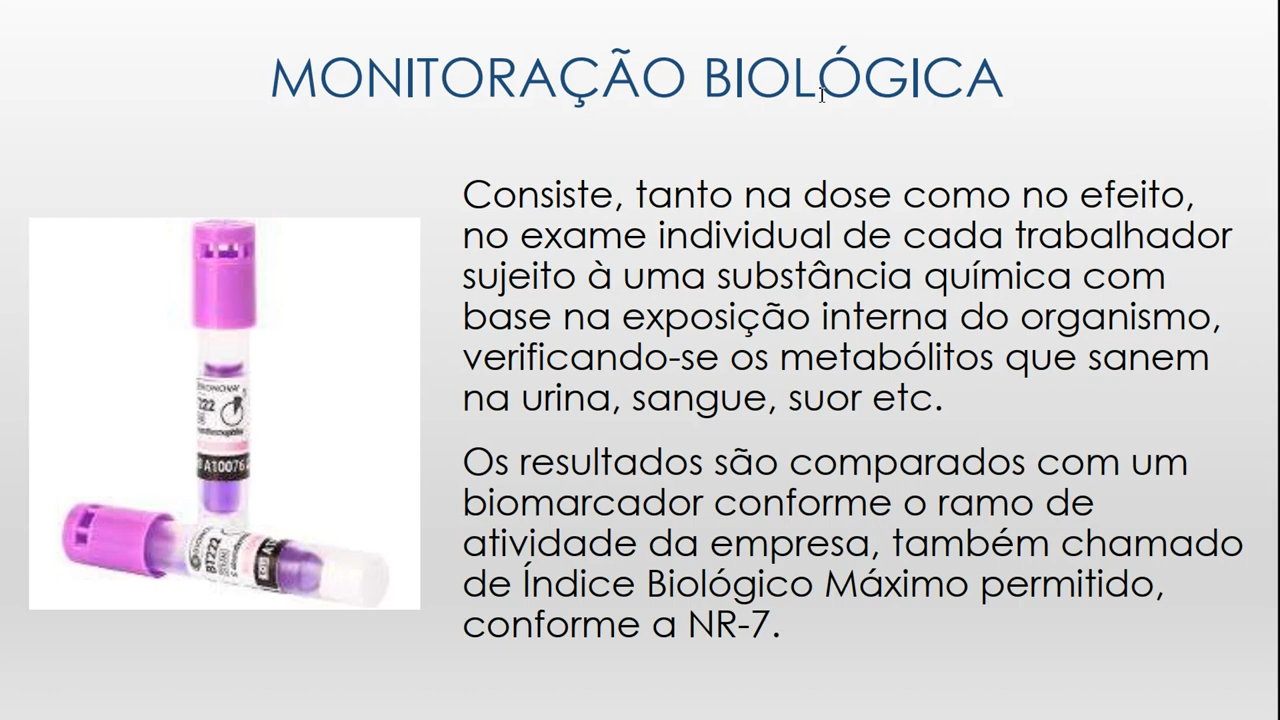 MONITORAÇÃO BIOLÓGICA
Consiste, tanto na dose como no efeito,
no exame individual de cada trabalhador
sujeito à uma substância química com
base na exposição interna do organismo,
verificando-se os metabólitos que sanem
na urina, sangue, suor etc.
Os resultados são comparados com um
biomarcador conforme o ramo de
atividade da empresa, também chamado
de Índice Biológico Máximo permitido,
conforme a NR-7.
222
A10076
BT222